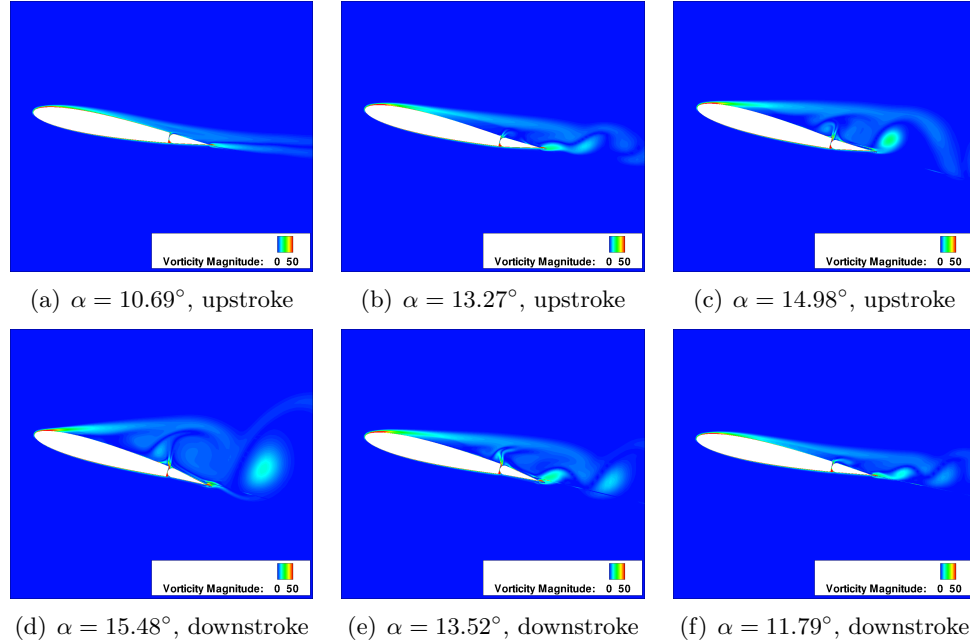 Vorticity Magnitude: 0 50
Vorticity Magnitude: 0 50
Vorticity Magnitude: 0 50
(a) α = 10.69°, upstroke
(b) α = 13.27°, upstroke
(c) α = 14.98°, upstroke
Vorticity Magnitude: 0 50
Vorticity Magnitude: 0 50
Vorticity Magnitude: 0 50
(d) α = 15.48°, downstroke
(e) α = 13.52°, downstroke
(f) α = 11.79°, downstroke